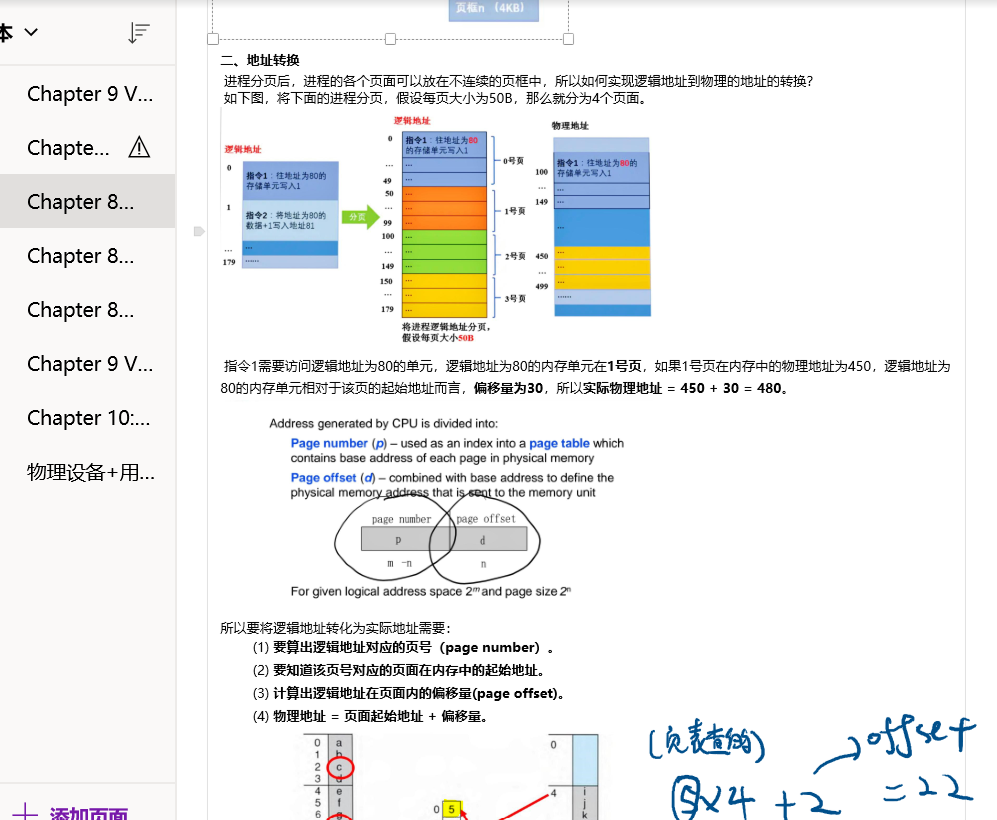 页框n (4KB)
本
Chapter 9 V...
Chapte...
Chapter 8...
Chapter 8...
Chapter 8...
Chapter 9 V...
Chapter 10:...
物理设备+用...
添加页面
二、地址转换
进程分页后，进程的各个页面可以放在不连续的页框中，所以如何实现逻辑地址到物理的地址的转换?
如下图，将下面的进程分页，假设每页大小为50B，那么就分为4个页面。
逻辑地址
0
指令1：往地址为80的
存储单元写入1
1
指令2：将地址为80的
数据+1写入地址81
...
...
179
......
分页
逻辑地址
0
指令1：往地址为80
的存储单元写入1
...
...
49
...
0号页
50
...
...
...
99
...
1号页
100
...
...
...
149
...
2号页
150
...
...
...
179
...
3号页
将进程逻辑地址分页，
假设每页大小50B
物理地址
100
指令1：往地址为80的
存储单元写入1
...
...
149
...
...
450
...
...
...
499
...
......
指令1需要访问逻辑地址为80的单元，逻辑地址为80的内存单元在1号页，如果1号页在内存中的物理地址为450，逻辑地址为
80的内存单元相对于该页的起始地址而言，偏移量为30，所以实际物理地址 = 450 + 30 = 480。
Address generated by CPU is divided into:
Page number (p) – used as an index into a page table which
contains base address of each page in physical memory
Page offset (d) – combined with base address to define the
physical memory address that is sent to the memory unit
page number page offset
p d
m -n n
For given logical address space 2m and page size 2n
所以要将逻辑地址转化为实际地址需要:
(1) 要算出逻辑地址对应的页号（page number）。
(2) 要知道该页号对应的页面在内存中的起始地址。
(3) 计算出逻辑地址在页面内的偏移量(page offset)。
(4) 物理地址 = 页面起始地址 + 偏移量。
0 a
1 b
2 c
3 d
4 e
5 f
6 g
0 5
0
4 i
j
k
(页表查的)
offset
5×4 + 2 = 22